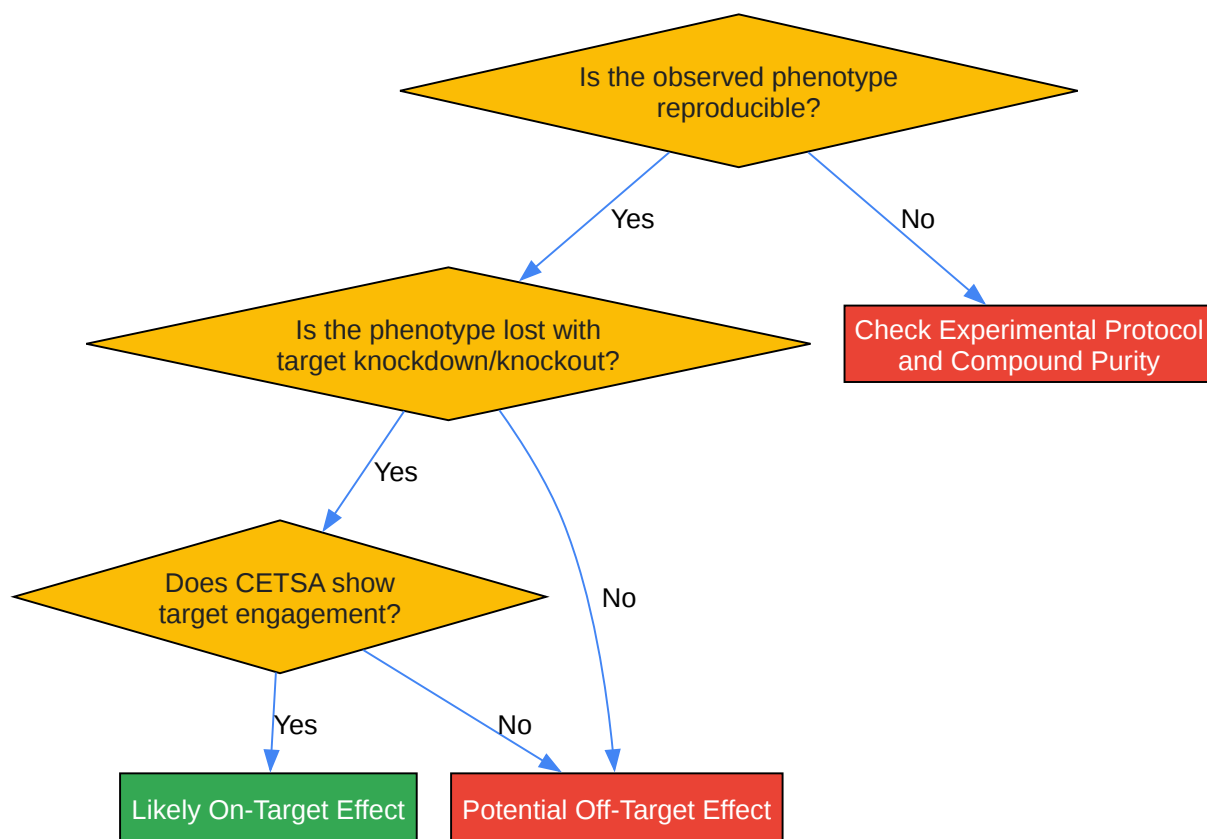 Is the observed phenotype
reproducible?
Yes
No
Is the phenotype lost with
target knockdown/knockout?
Check Experimental Protocol
and Compound Purity
Yes
No
Does CETSA show
target engagement?
Yes
No
Likely On-Target Effect
Potential Off-Target Effect